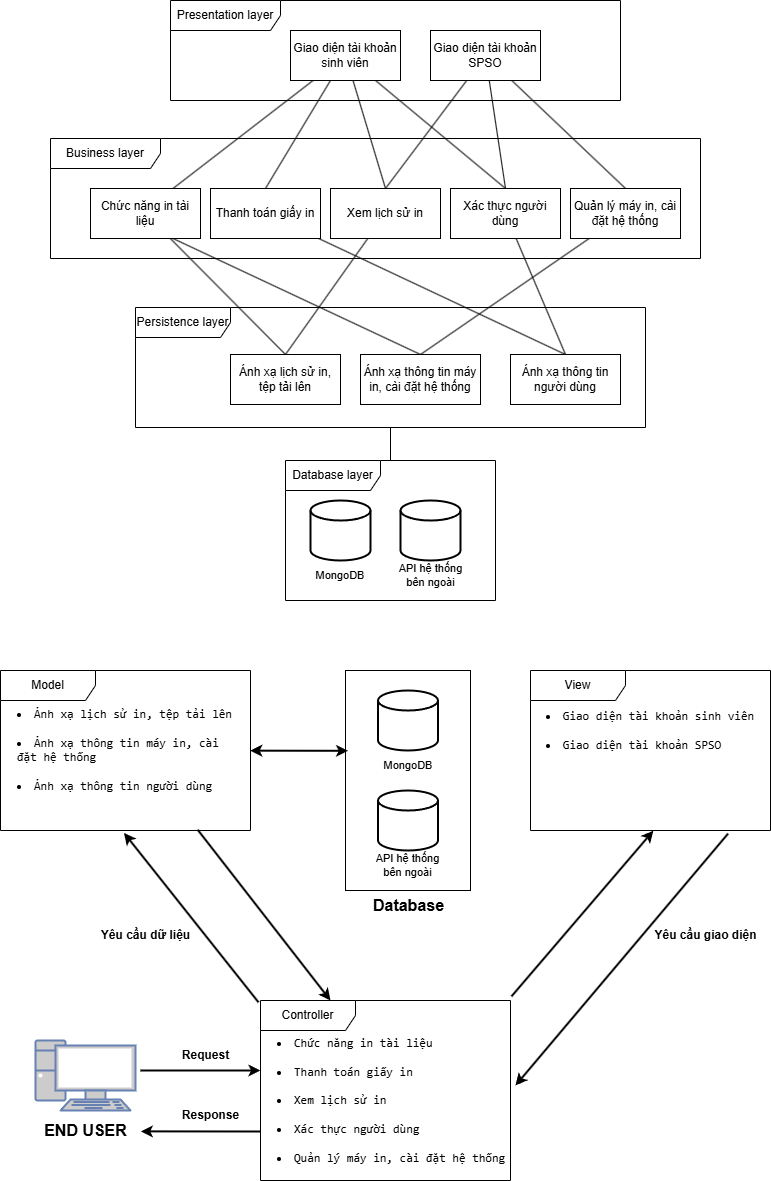 Presentation layer
Giao diện tài khoản
sinh viên
Giao diện tài khoản
SPSO
Business layer
Chức năng in tài
liệu
Thanh toán giấy in
Xem lịch sử in
Xác thực người
dùng
Quản lý máy in, cài
đặt hệ thống
Persistence layer
Ánh xạ lịch sử in,
tệp tải lên
Ánh xạ thông tin máy
in, cài đặt hệ thống
Ánh xạ thông tin
người dùng
Database layer
MongoDB
API hệ thống
bên ngoài
Model
• Ánh xạ lịch sử in, tệp tải lên
• Ánh xạ thông tin máy in, cài
đặt hệ thống
• Ánh xạ thông tin người dùng
MongoDB
API hệ thống
bên ngoài
Database
View
• Giao diện tài khoản sinh viên
• Giao diện tài khoản SPSO
Yêu cầu dữ liệu
Yêu cầu giao diện
Controller
• Chức năng in tài liệu
• Thanh toán giấy in
• Xem lịch sử in
• Xác thực người dùng
• Quản lý máy in, cài đặt hệ thống
Request
Response
END USER